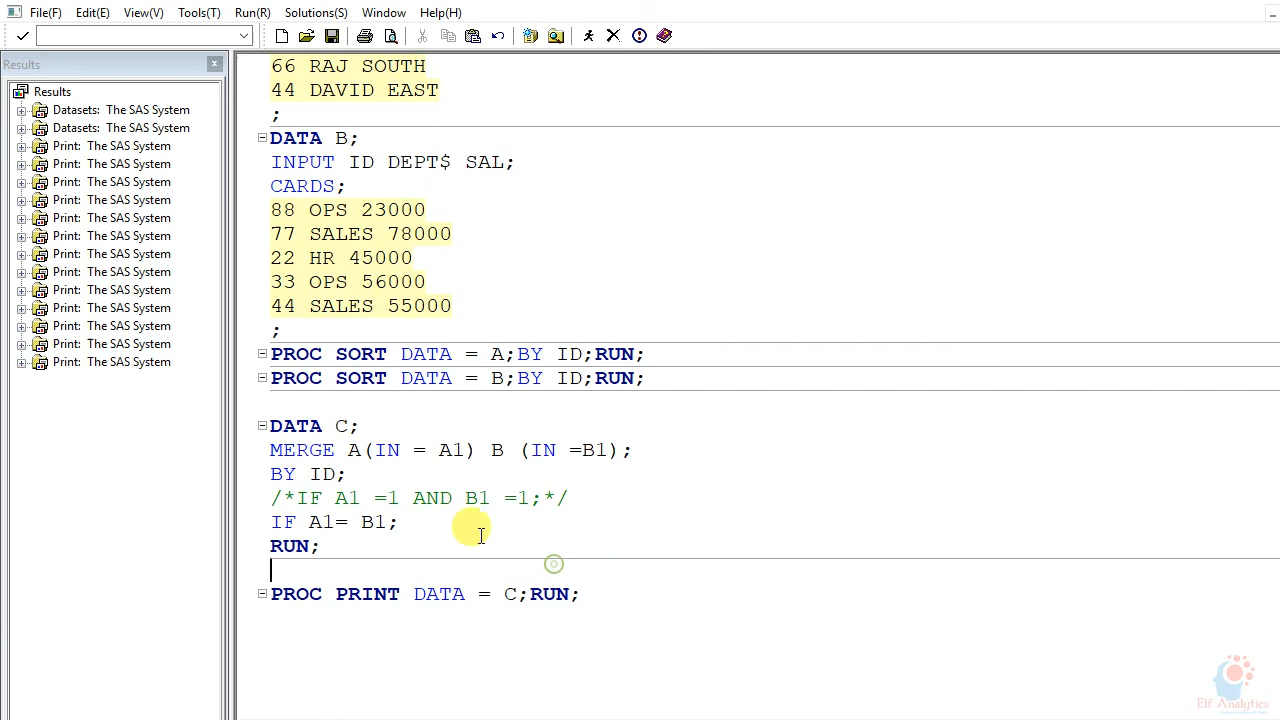 File(F) Edit(E) View(V) Tools(T) Run(R) Solutions(S) Window Help(H)
Results
Results
Datasets: The SAS System
Datasets: The SAS System
Print: The SAS System
Print: The SAS System
Print: The SAS System
Print: The SAS System
Print: The SAS System
Print: The SAS System
Print: The SAS System
Print: The SAS System
Print: The SAS System
Print: The SAS System
Print: The SAS System
Print: The SAS System
Print: The SAS System
66 RAJ SOUTH
44 DAVID EAST
;
DATA B;
INPUT ID DEPT$ SAL;
CARDS;
88 OPS 23000
77 SALES 78000
22 HR 45000
33 OPS 56000
44 SALES 55000
;
PROC SORT DATA = A;BY ID;RUN;
PROC SORT DATA = B;BY ID;RUN;
DATA C;
MERGE A(IN = A1) B (IN =B1);
BY ID;
/*IF A1 =1 AND B1 =1;*/
IF A1= B1;
RUN;
PROC PRINT DATA = C;RUN;
Elf Analytics